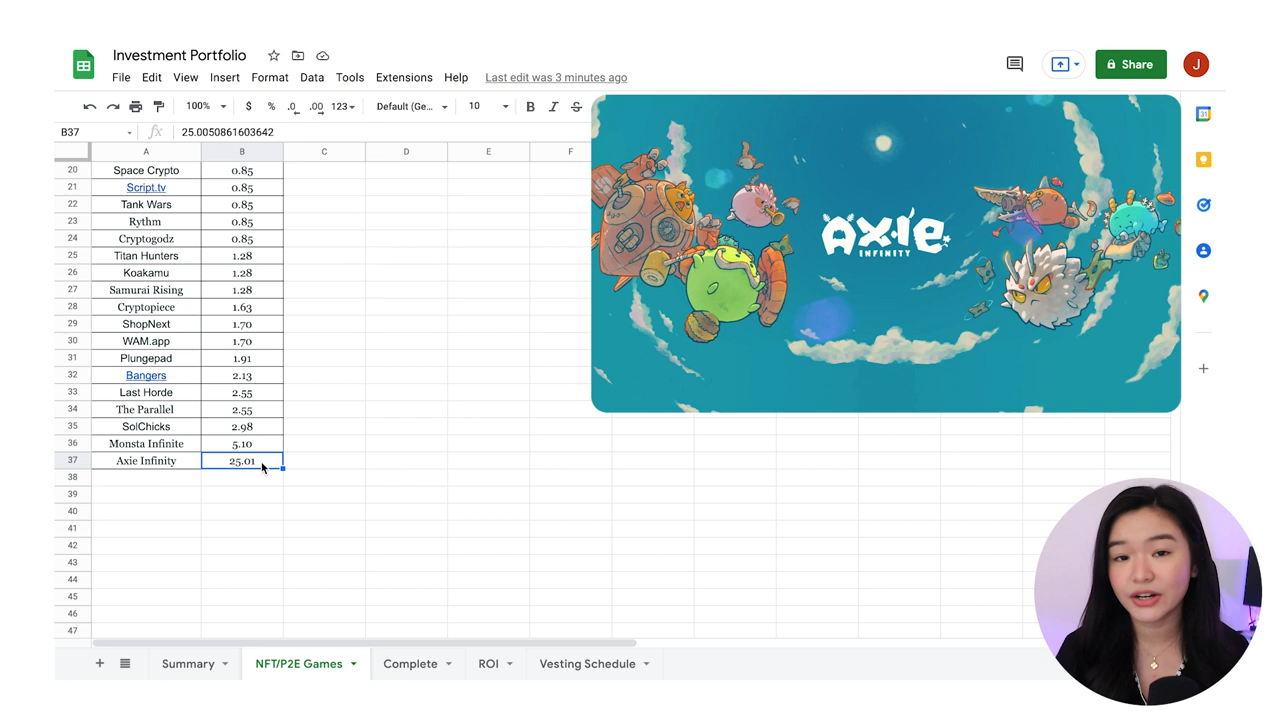 Investment Portfolio
File Edit View Insert Format Data Tools Extensions Help Last edit was 3 minutes ago
Share J
100% $ % .0 .00 123 Default (Ge... 10 B I S
B37 fx 25.0050861603642
A B C D E F
20 Space Crypto 0.85
21 Script.tv 0.85
22 Tank Wars 0.85
23 Rythm 0.85
24 Cryptogodz 0.85
25 Titan Hunters 1.28
26 Koakamu 1.28
27 Samurai Rising 1.28
28 Cryptopiece 1.63
29 ShopNext 1.70
30 WAM.app 1.70
31 Plungepad 1.91
32 Bangers 2.13
33 Last Horde 2.55
34 The Parallel 2.55
35 SolChicks 2.98
36 Monsta Infinite 5.10
37 Axie Infinity 25.01
38
39
40
41
42
43
44
45
46
47
AXIE
INFINITY
31
+ Summary NFT/P2E Games Complete ROI Vesting Schedule